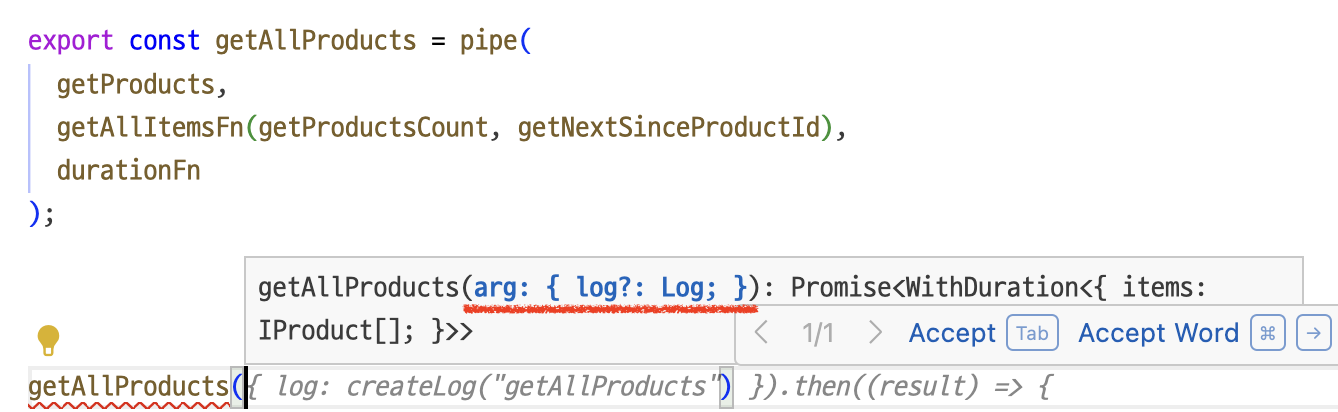 export const getAllProducts = pipe(
getProducts,
getAllItemsFn(getProductsCount, getNextSinceProductId),
durationFn
);
getAllProducts(arg: { log?: Log; }): Promise<WithDuration<{ items:
IProduct[]; }>>
< 1/1 > Accept Tab Accept Word ⌘ →
getAllProducts({ log: createLog("getAllProducts") }).then((result) => {